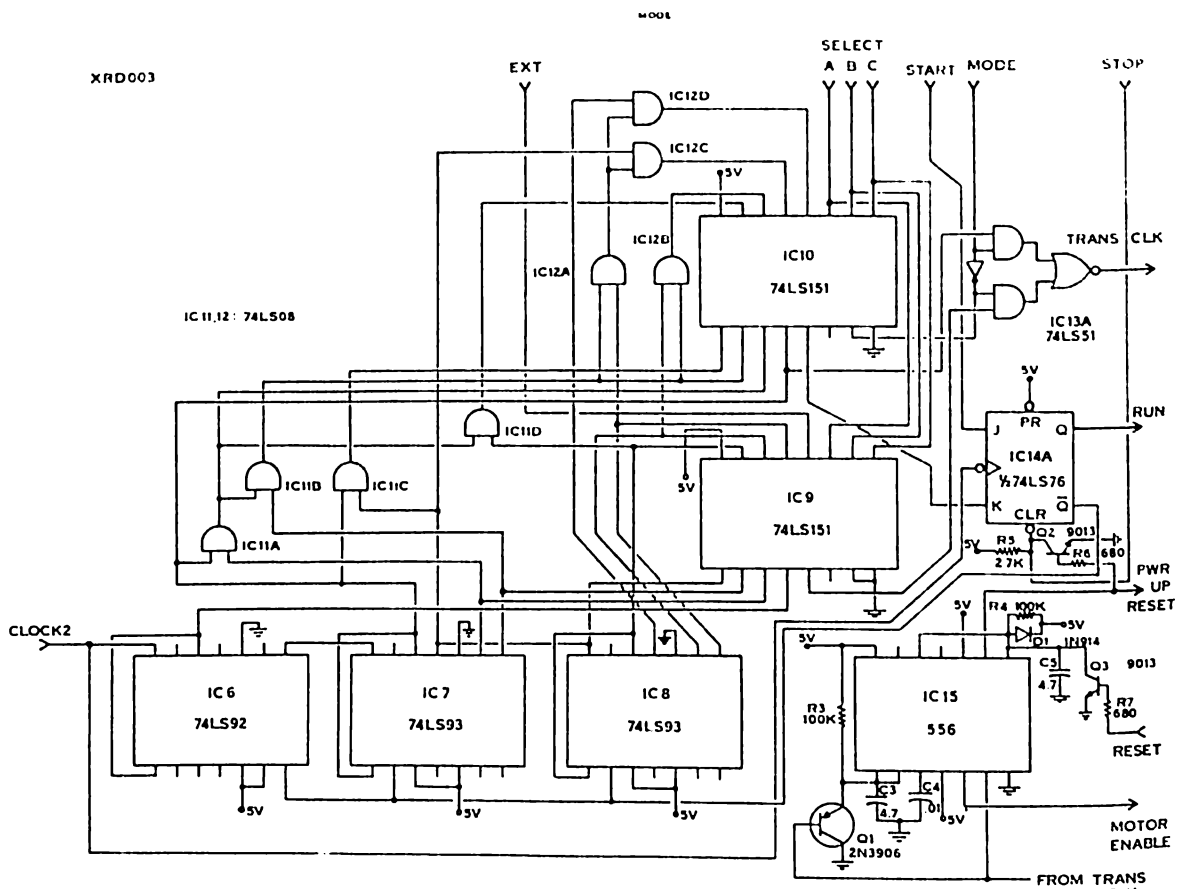 MODE
XRD003
EXT
SELECT
A B C
START
MODE
STOP
IC12D
IC12C
5V
IC12B
IC12A
IC10
74LS151
TRANS CLK
IC13A
74LS51
IC11,12: 74LS08
5V
PR
J
Q
RUN
IC14A
½74LS76
K
Q̄
CLR
IC11D
IC11B
IC11C
IC11A
5V
IC9
74LS151
Q2
9013
5V
R5
2.7K
R6
680
PWR
UP
RESET
CLOCK2
IC6
74LS92
5V
IC7
74LS93
5V
IC8
74LS93
5V
5V
R3
100K
IC15
556
5V
R4
100K
5V
D1
1N914
C5
4.7
Q3
9013
R7
680
RESET
C3
4.7
C4
.01
5V
Q1
2N3906
MOTOR
ENABLE
FROM TRANS